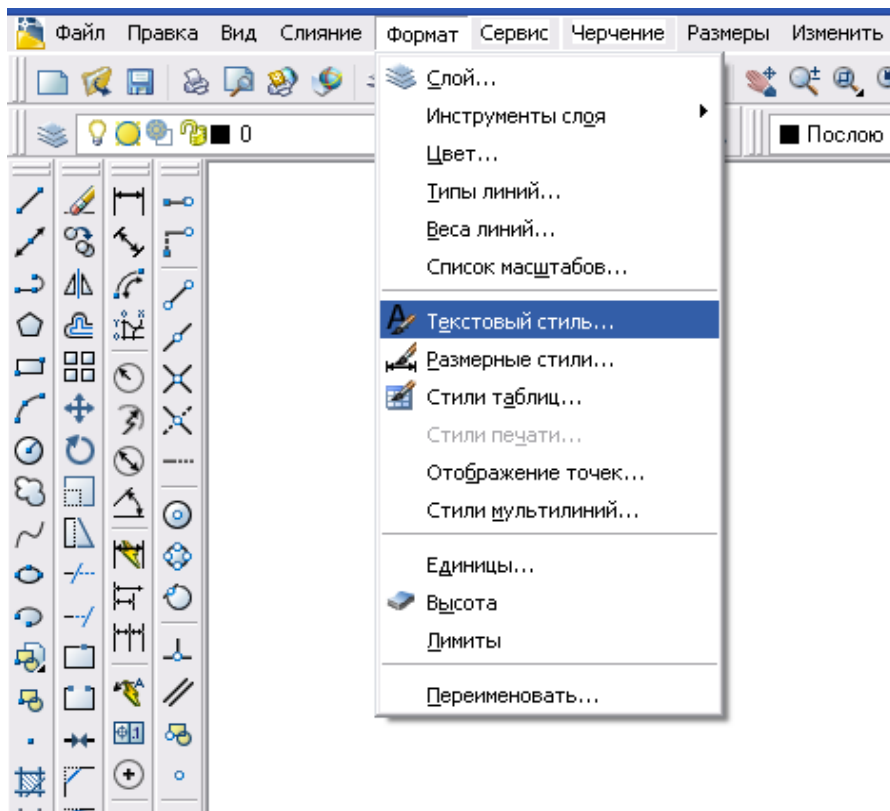 Файл Правка Вид Слияние Формат Сервис Черчение Размеры Изменить
0
Послою
Слой...
Инструменты слоя
Цвет...
Типы линий...
Веса линий...
Список масштабов...
Текстовый стиль...
Размерные стили...
Стили таблиц...
Стили печати...
Отображение точек...
Стили мультилиний...
Единицы...
Высота
Лимиты
Переименовать...